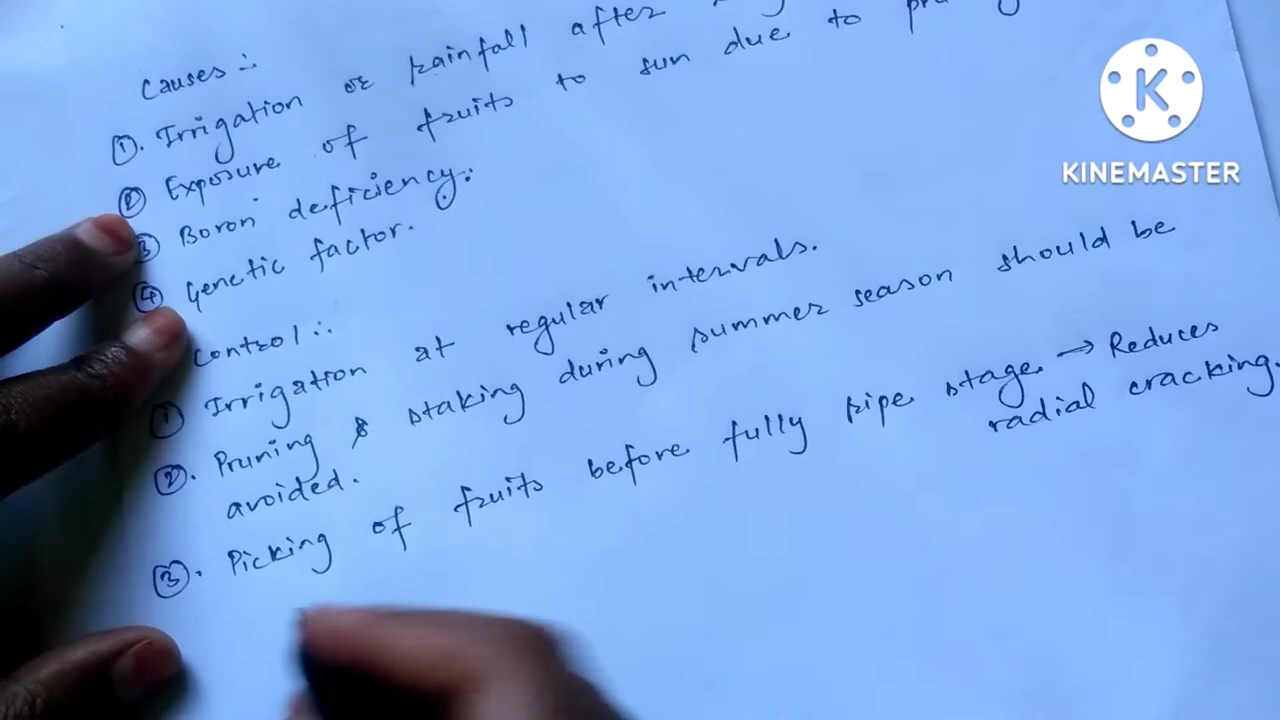 Causes :-
①. Irrigation or rainfall after
② Exposure of fruits to sun due to
③ Boron deficiency.
④ Genetic factor.
Control :-
① Irrigation at regular intervals.
②. Pruning & staking during summer season should be
avoided.
③. Picking of fruits before fully ripe stage → Reduces
radial cracking.
K
KINEMASTER